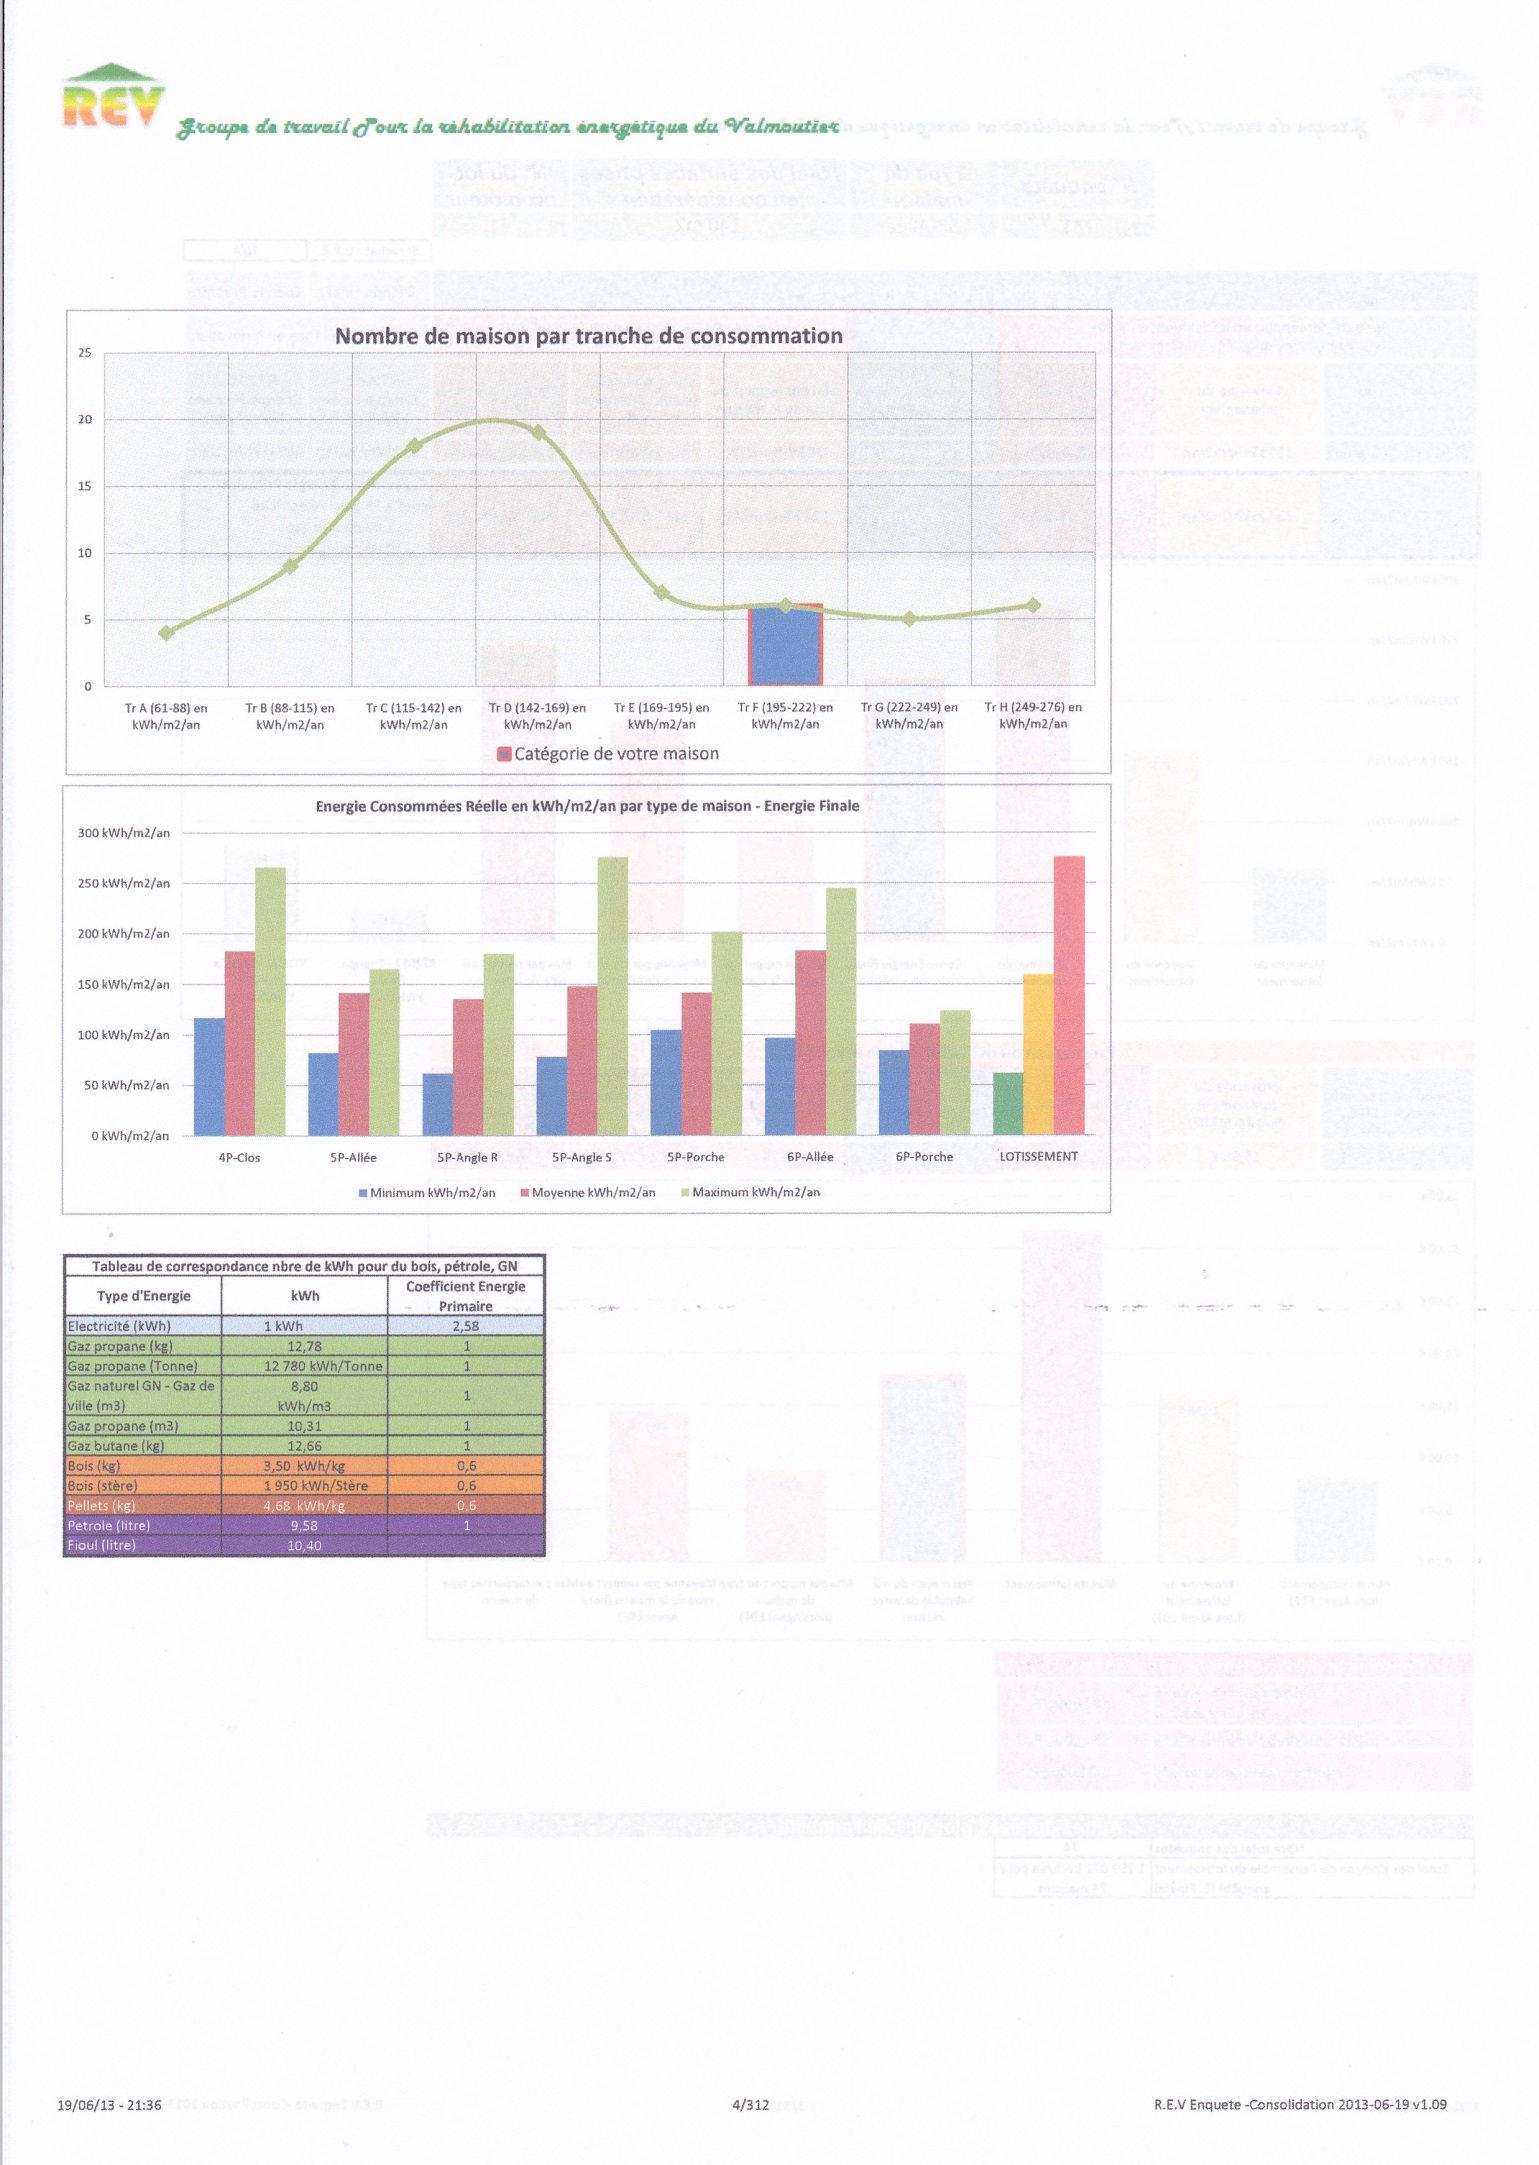 REV
Groupe de travail Pour la réhabilitation énergétique du Valmoutier
Nombre de maison par tranche de consommation
25
20
15
10
5
0
Tr A (61-88) en kWh/m2/an
Tr B (88-115) en kWh/m2/an
Tr C (115-142) en kWh/m2/an
Tr D (142-169) en kWh/m2/an
Tr E (169-195) en kWh/m2/an
Tr F (195-222) en kWh/m2/an
Tr G (222-249) en kWh/m2/an
Tr H (249-276) en kWh/m2/an
Catégorie de votre maison
Energie Consommées Réelle en kWh/m2/an par type de maison - Energie Finale
300 kWh/m2/an
250 kWh/m2/an
200 kWh/m2/an
150 kWh/m2/an
100 kWh/m2/an
50 kWh/m2/an
0 kWh/m2/an
4P-Clos 5P-Allée 5P-Angle R 5P-Angle S 5P-Porche 6P-Allée 6P-Porche LOTISSEMENT
Minimum kWh/m2/an Moyenne kWh/m2/an Maximum kWh/m2/an
Tableau de correspondance nbre de kWh pour du bois, pétrole, GN
Type d'Energie kWh Coefficient Energie Primaire
Electricité (kWh) 1 kWh 2,58
Gaz propane (kg) 12,78 1
Gaz propane (Tonne) 12 780 kWh/Tonne 1
Gaz naturel GN - Gaz de ville (m3) 8,80 kWh/m3 1
Gaz propane (m3) 10,31 1
Gaz butane (kg) 12,66 1
Bois (kg) 3,50 kWh/kg 0,6
Bois (stère) 1 950 kWh/Stère 0,6
Pellets (kg) 4,68 kWh/kg 0,6
Petrole (litre) 9,58 1
Fioul (litre) 10,40
19/06/13 - 21:36 4/312 R.E.V Enquete -Consolidation 2013-06-19 v1.09